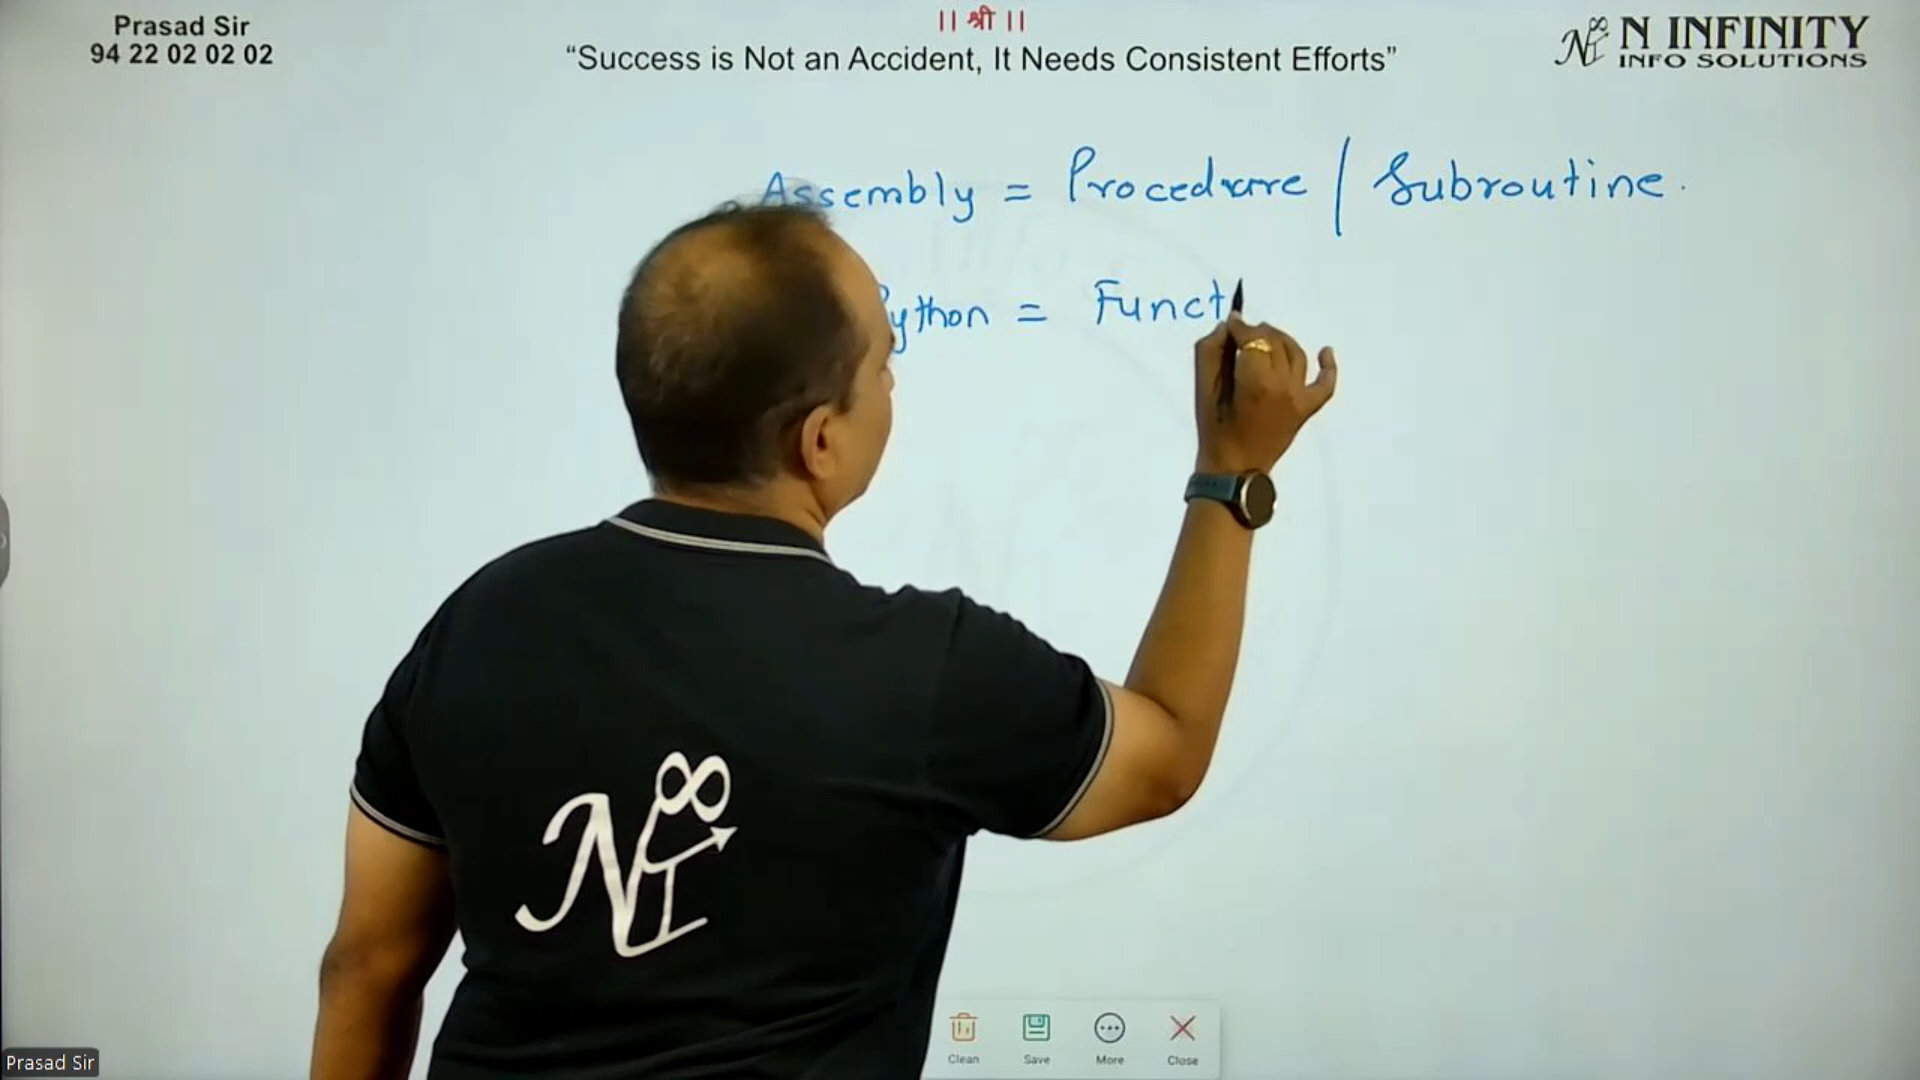 Prasad Sir
94 22 02 02 02
|| श्री ||
“Success is Not an Accident, It Needs Consistent Efforts”
N INFINITY
INFO SOLUTIONS
Assembly = Procedure / Subroutine.
Python = Funct
Clean Save More Close
Prasad Sir